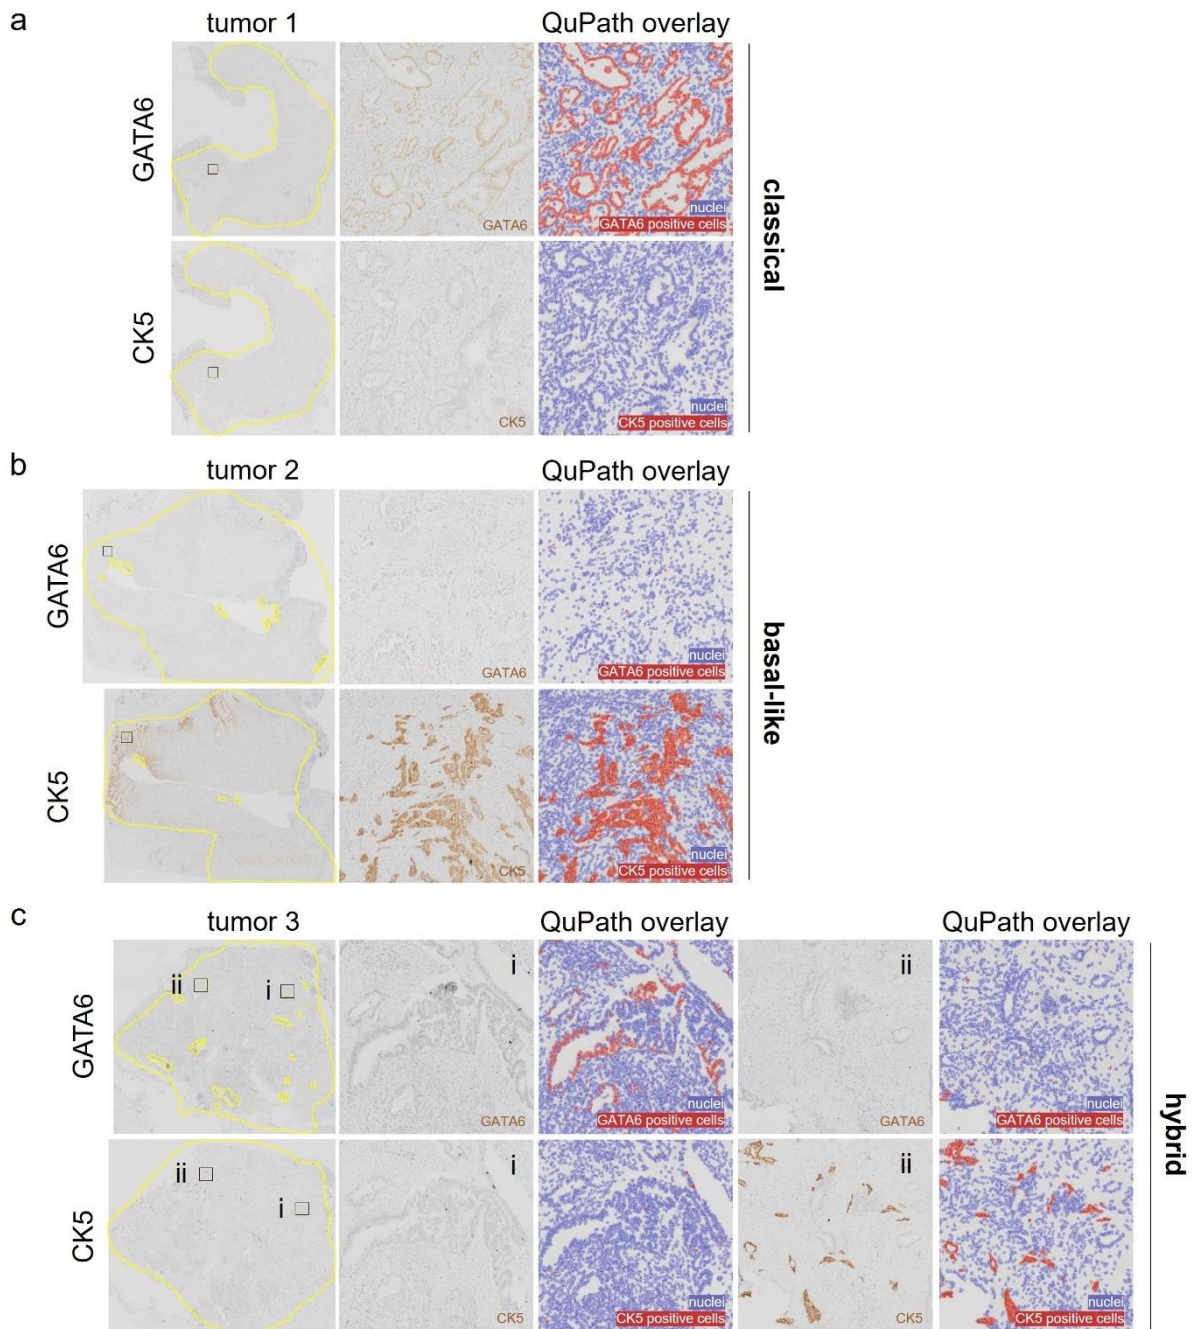 a
tumor 1
QuPath overlay
GATA6
GATA6
nuclei
GATA6 positive cells
CK5
CK5
nuclei
CK5 positive cells
classical
b
tumor 2
QuPath overlay
GATA6
GATA6
nuclei
GATA6 positive cells
CK5
CK5
nuclei
CK5 positive cells
basal-like
c
tumor 3
QuPath overlay
QuPath overlay
GATA6
ii
i
i
GATA6
nuclei
GATA6 positive cells
ii
GATA6
nuclei
GATA6 positive cells
CK5
ii
i
i
CK5
nuclei
CK5 positive cells
ii
CK5
nuclei
CK5 positive cells
hybrid